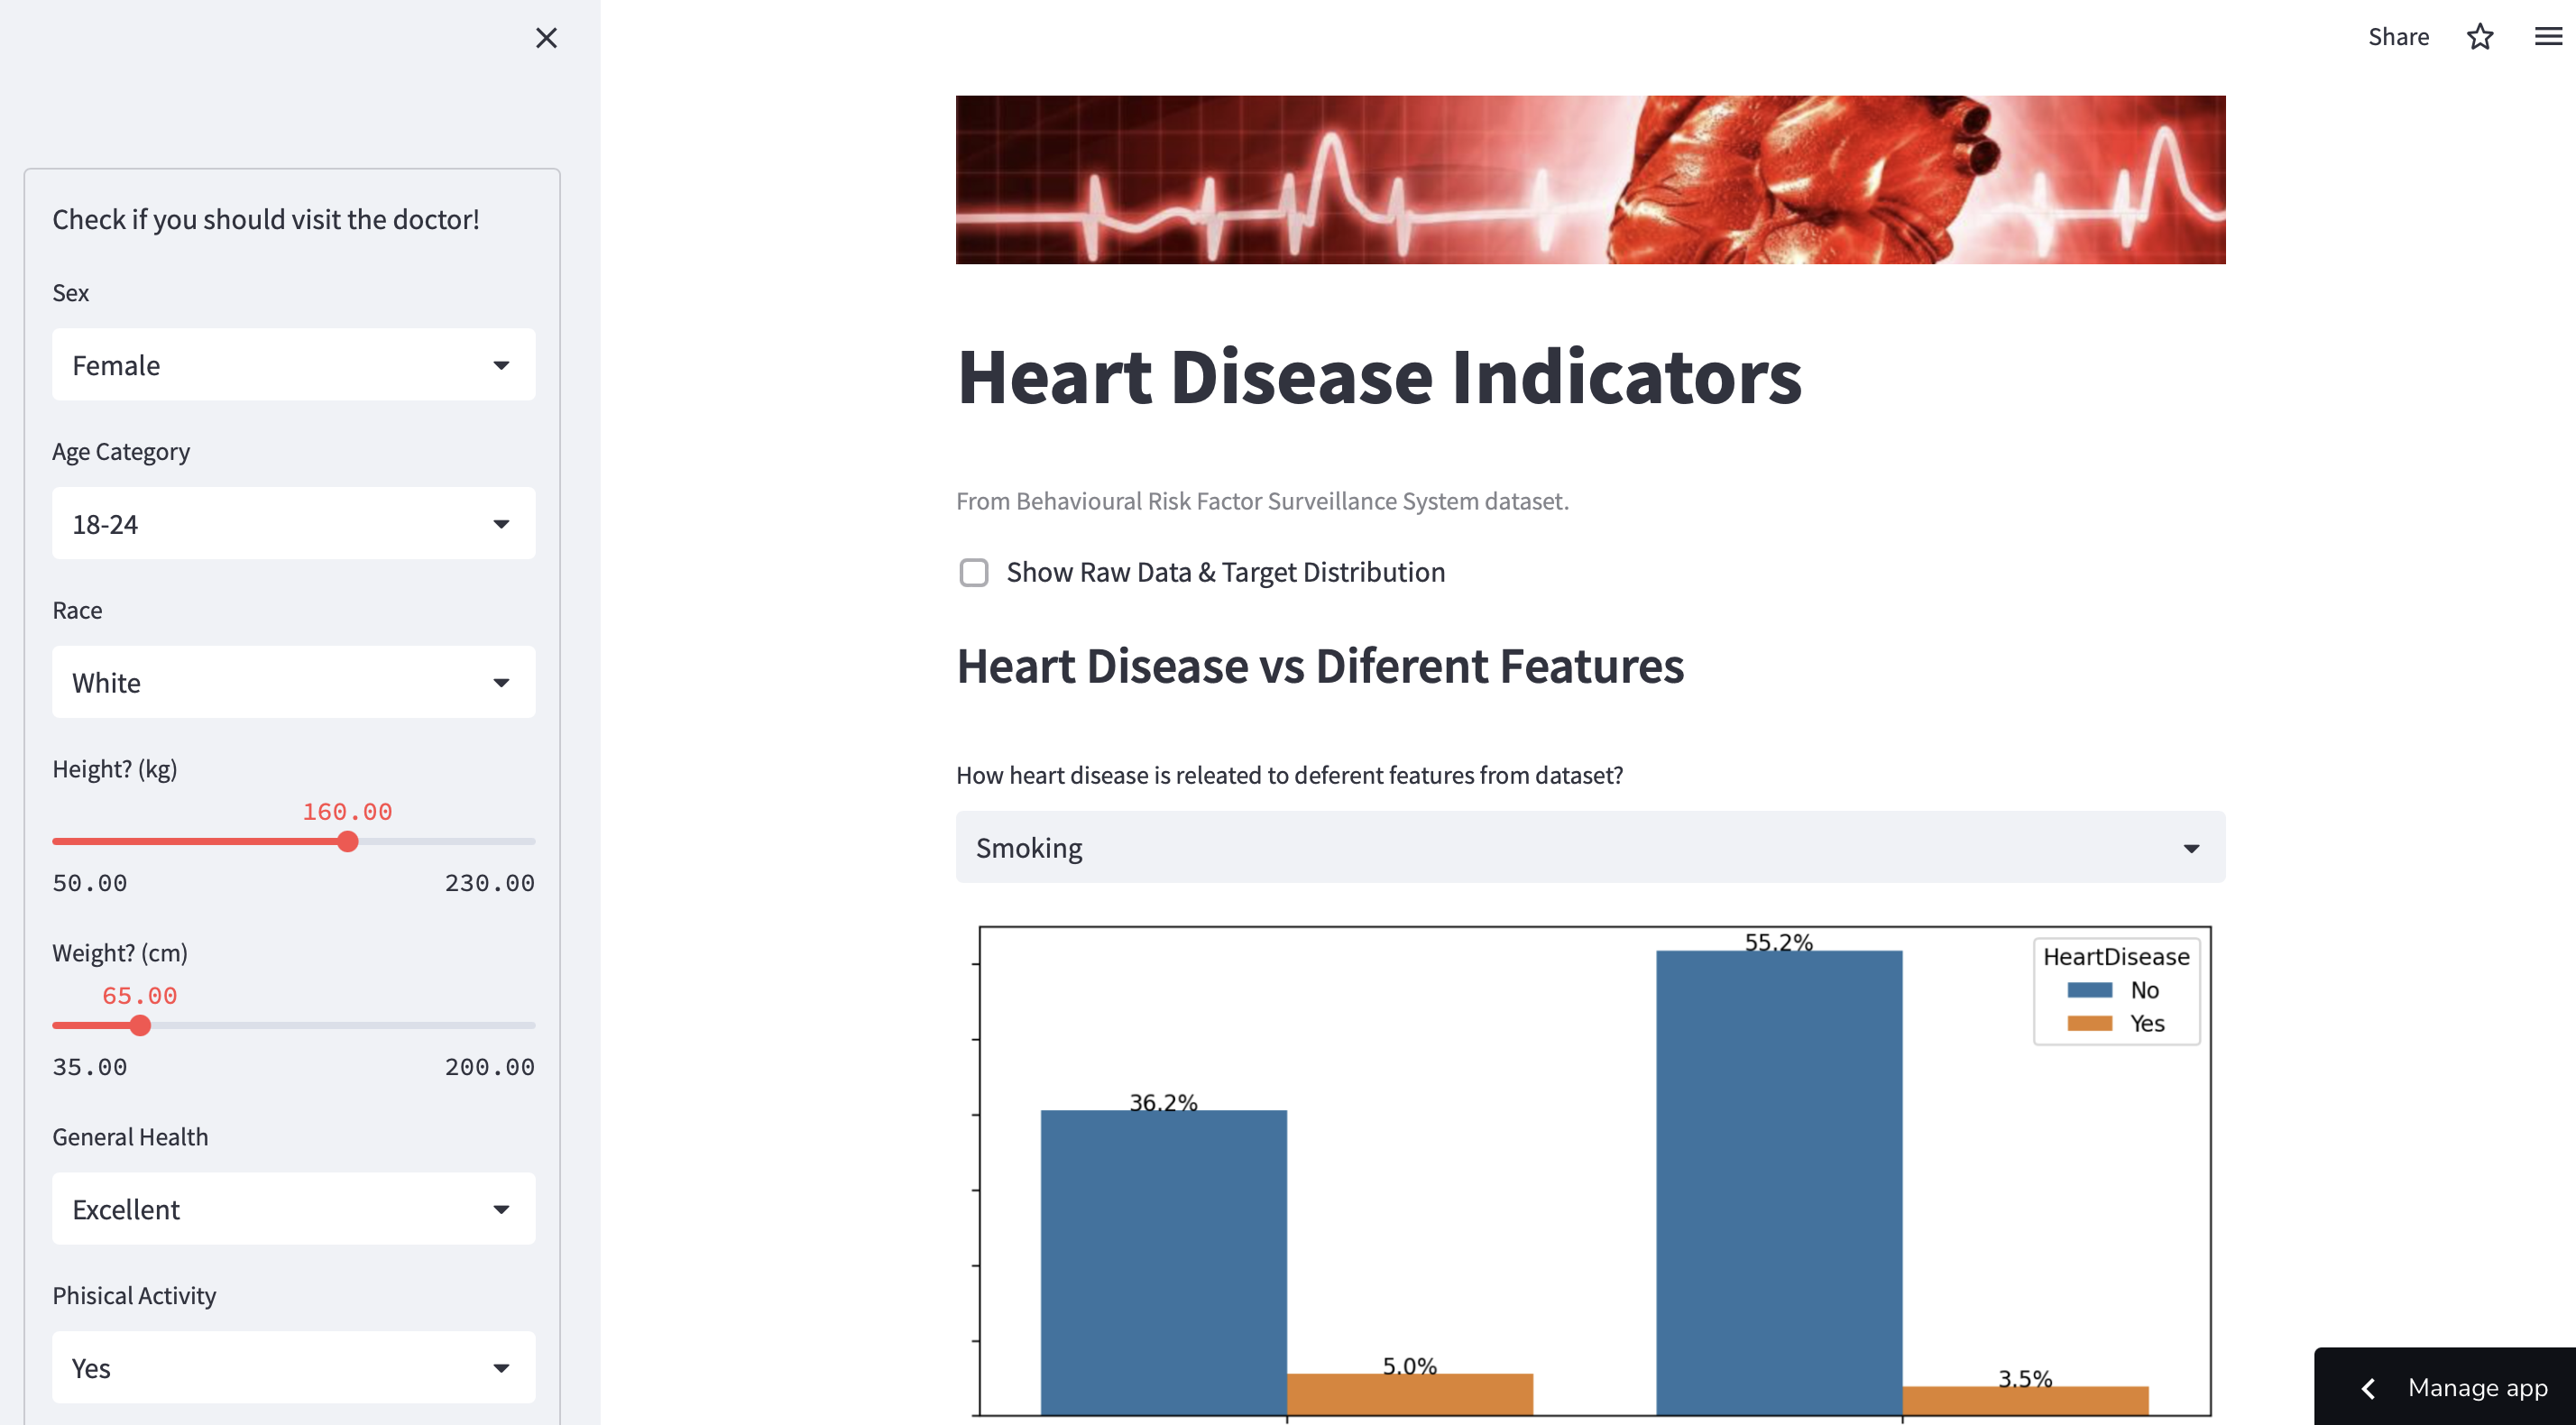 Share
Check if you should visit the doctor!
Sex
Female
Age Category
18-24
Race
White
Height? (kg)
160.00
50.00 230.00
Weight? (cm)
65.00
35.00 200.00
General Health
Excellent
Phisical Activity
Yes
Heart Disease Indicators
From Behavioural Risk Factor Surveillance System dataset.
Show Raw Data & Target Distribution
Heart Disease vs Diferent Features
How heart disease is releated to deferent features from dataset?
Smoking
55.2%
HeartDisease
No
Yes
36.2%
5.0%
3.5%
Manage app